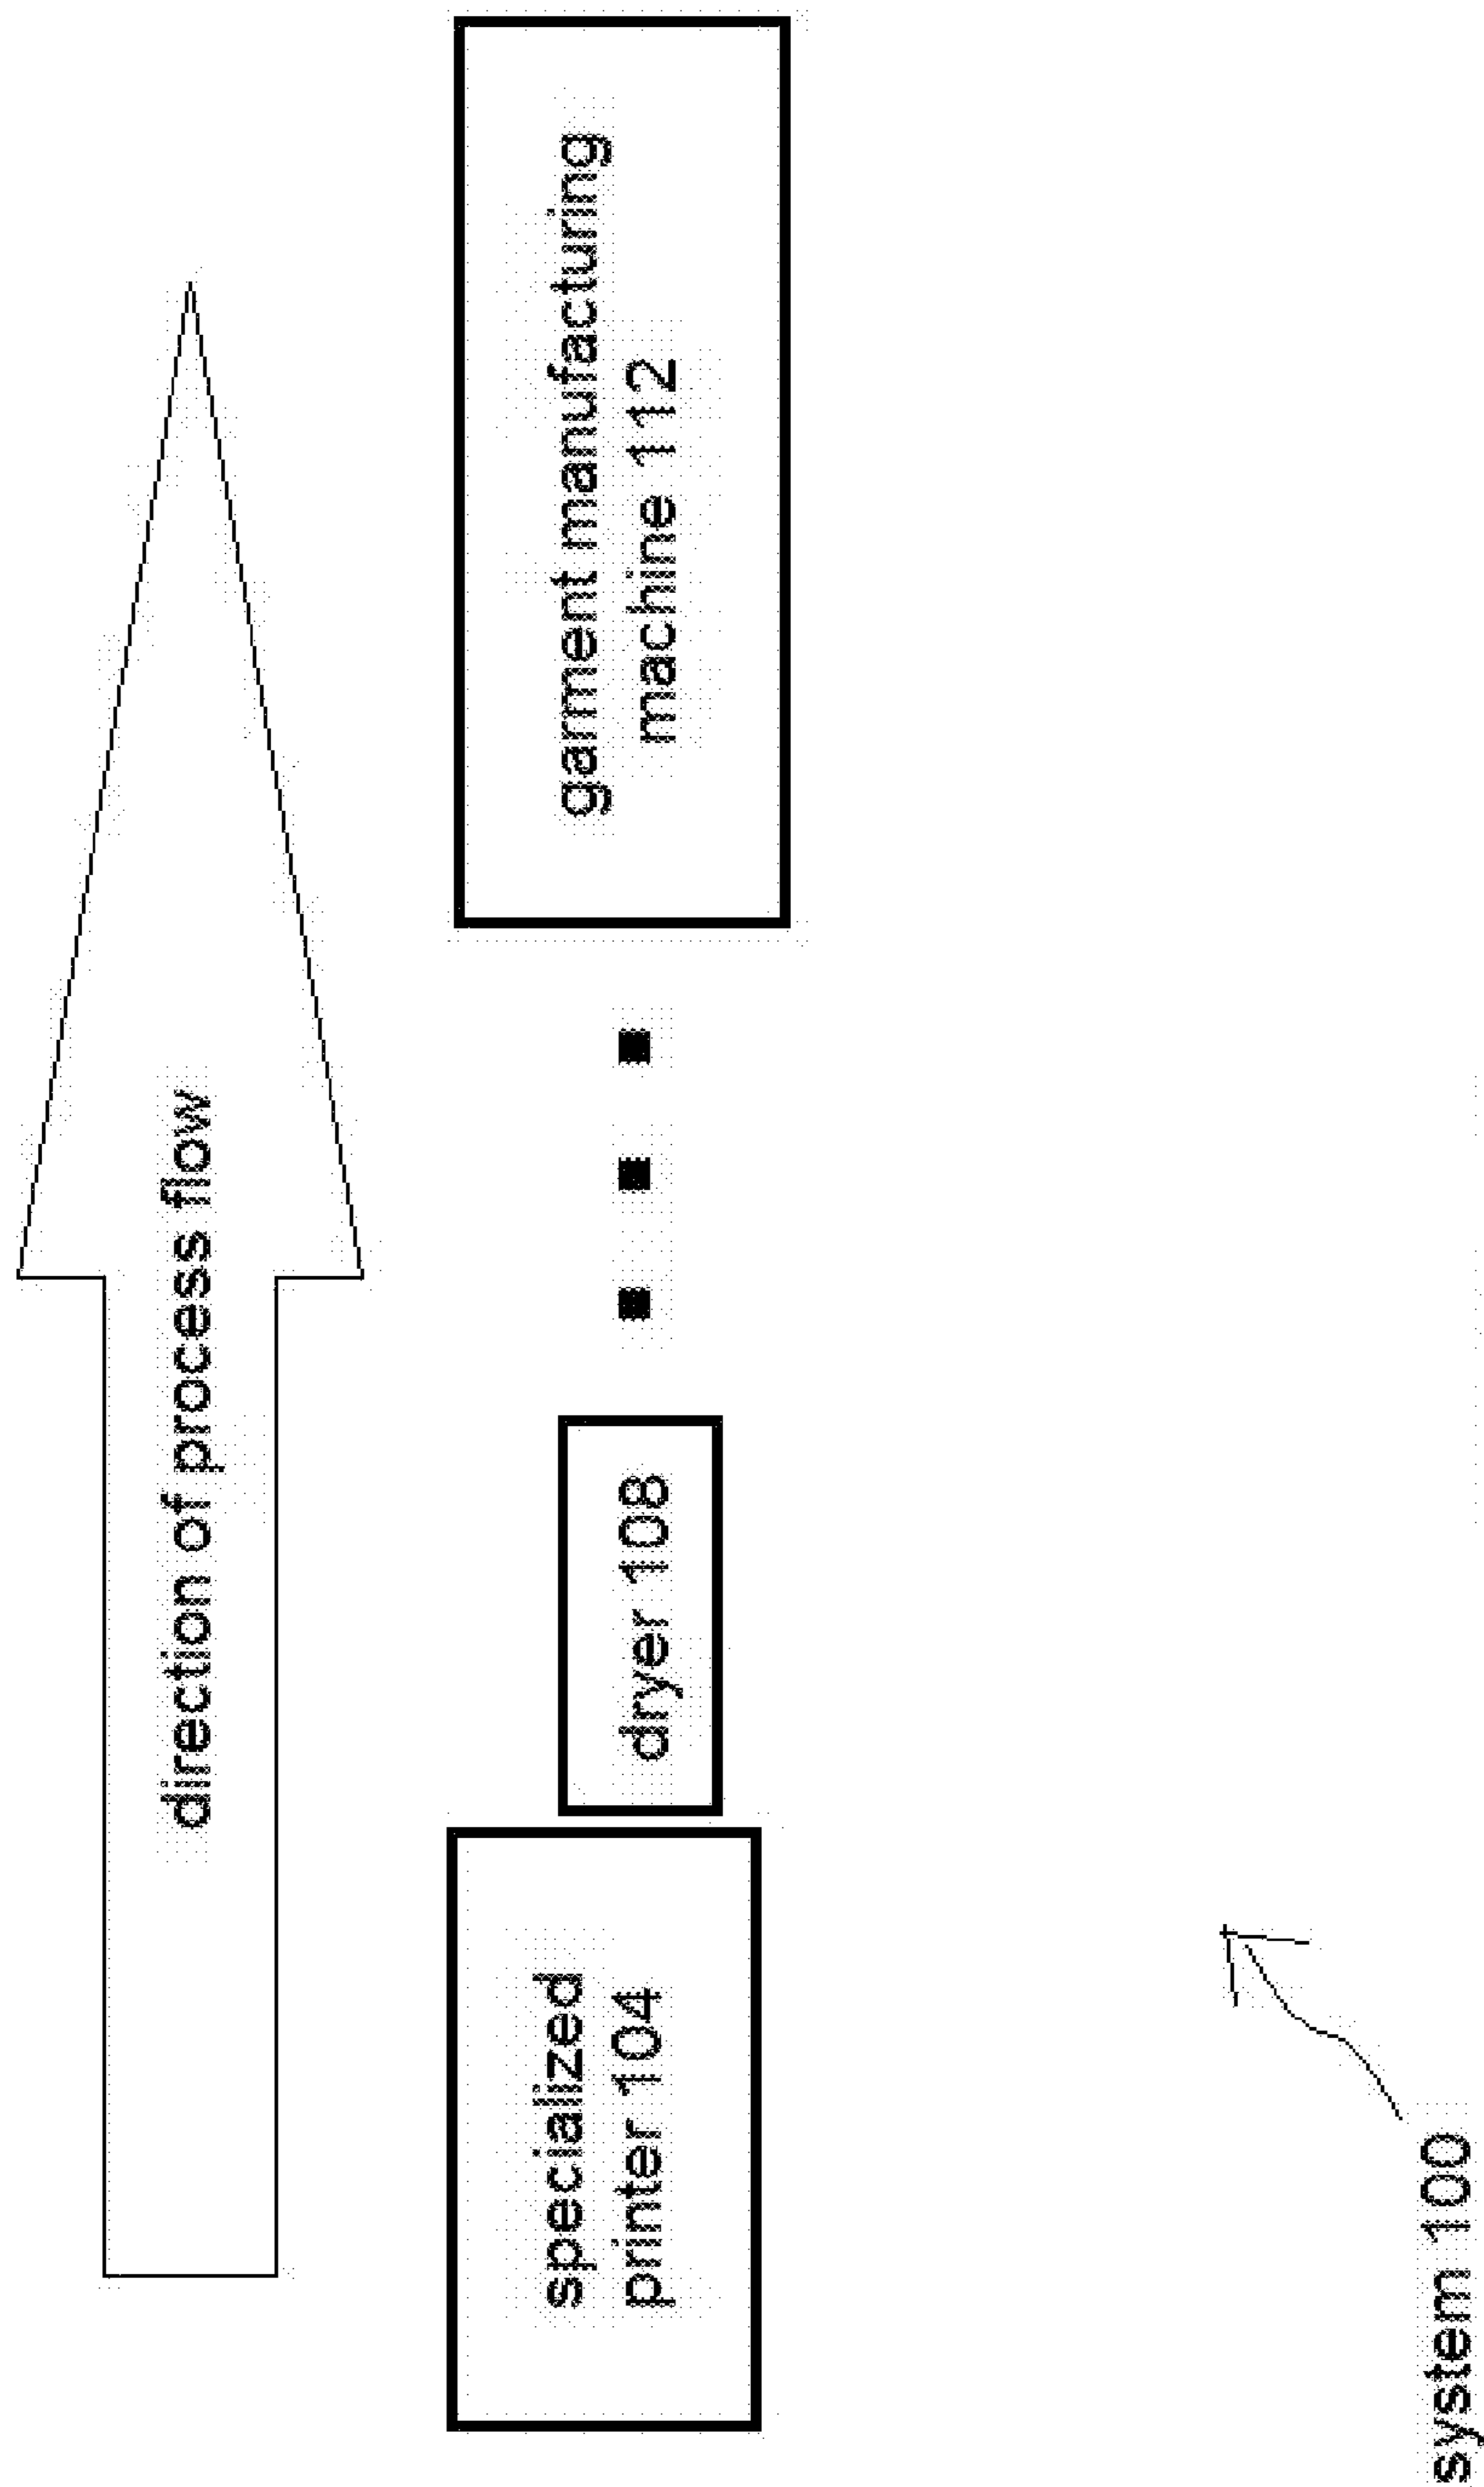 direction of process flow
specialized
printer 104
dryer 108
garment manufacturing
machine 112
system 100